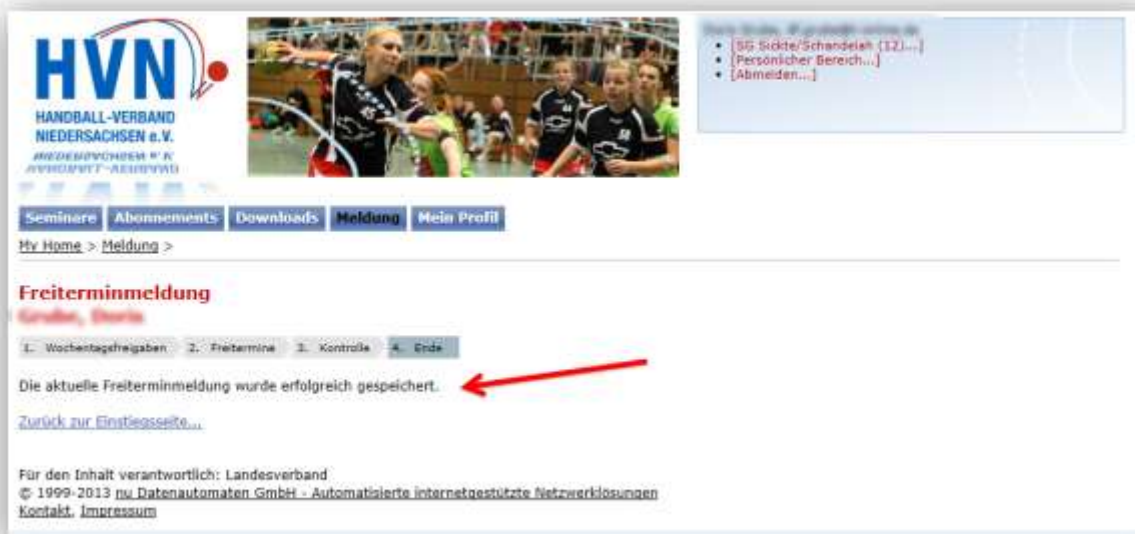 HVN
HANDBALL-VERBAND
NIEDERSACHSEN e.V.
[SG Sickte/Schandelah (12)...]
[Persönlicher Bereich...]
[Abmelden...]
Seminare Abonnements Downloads Meldung Mein Profil
My Home > Meldung >
Freiterminmeldung
1. Wochentagsfreigaben 2. Freitermine 3. Kontrolle 4. Ende
Die aktuelle Freiterminmeldung wurde erfolgreich gespeichert.
Zurück zur Einstiegsseite...
Für den Inhalt verantwortlich: Landesverband
© 1999-2013 nu Datenautomaten GmbH - Automatisierte internetgestützte Netzwerklösungen
Kontakt, Impressum